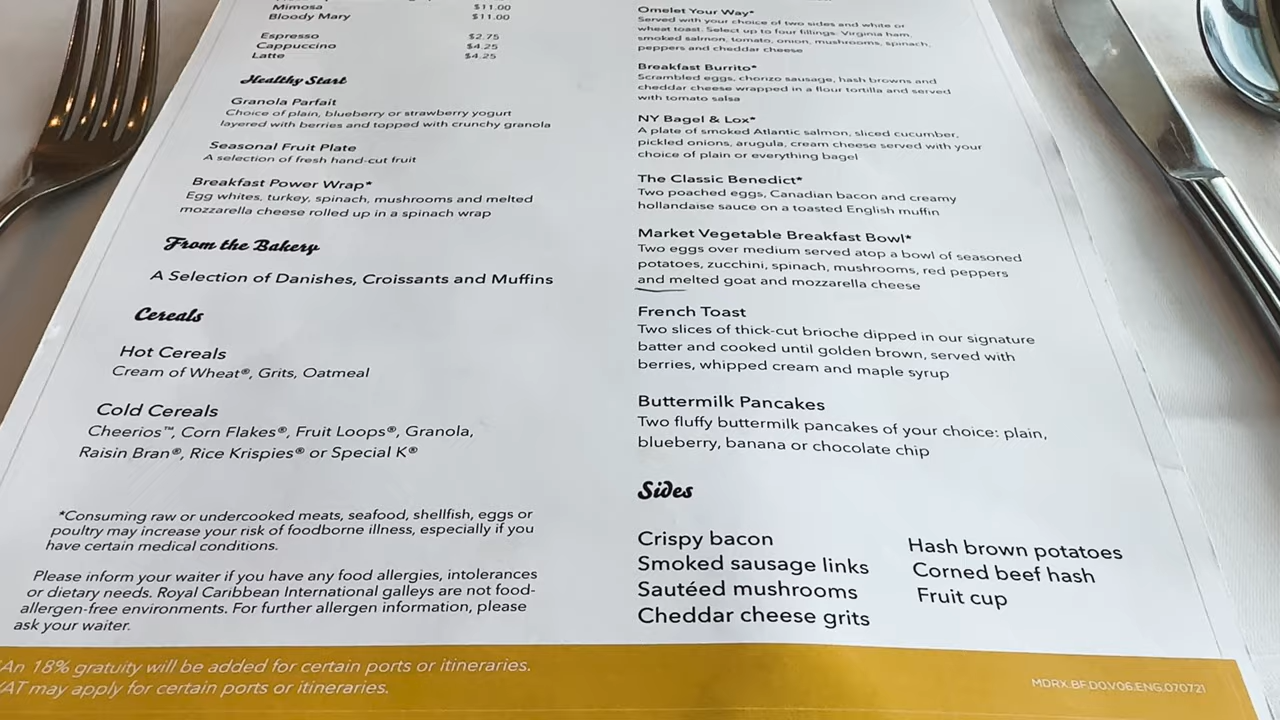 Mimosa $11.00
Bloody Mary $11.00
Espresso $2.75
Cappuccino $4.25
Latte $4.25
Healthy Start
Granola Parfait
Choice of plain, blueberry or strawberry yogurt
layered with berries and topped with crunchy granola
Seasonal Fruit Plate
A selection of fresh hand-cut fruit
Breakfast Power Wrap*
Egg whites, turkey, spinach, mushrooms and melted
mozzarella cheese rolled up in a spinach wrap
From the Bakery
A Selection of Danishes, Croissants and Muffins
Cereals
Hot Cereals
Cream of Wheat®, Grits, Oatmeal
Cold Cereals
Cheerios™, Corn Flakes®, Fruit Loops®, Granola,
Raisin Bran®, Rice Krispies® or Special K®
*Consuming raw or undercooked meats, seafood, shellfish, eggs or
poultry may increase your risk of foodborne illness, especially if you
have certain medical conditions.
Please inform your waiter if you have any food allergies, intolerances
or dietary needs. Royal Caribbean International galleys are not food-
allergen-free environments. For further allergen information, please
ask your waiter.
Omelet Your Way*
Served with your choice of two sides and white or
wheat toast. Select up to four fillings: Virginia ham,
smoked salmon, tomato, onion, mushrooms, spinach,
peppers and cheddar cheese
Breakfast Burrito*
Scrambled eggs, chorizo sausage, hash browns and
cheddar cheese wrapped in a flour tortilla and served
with tomato salsa
NY Bagel & Lox*
A plate of smoked Atlantic salmon, sliced cucumber,
pickled onions, arugula, cream cheese served with your
choice of plain or everything bagel
The Classic Benedict*
Two poached eggs, Canadian bacon and creamy
hollandaise sauce on a toasted English muffin
Market Vegetable Breakfast Bowl*
Two eggs over medium served atop a bowl of seasoned
potatoes, zucchini, spinach, mushrooms, red peppers
and melted goat and mozzarella cheese
French Toast
Two slices of thick-cut brioche dipped in our signature
batter and cooked until golden brown, served with
berries, whipped cream and maple syrup
Buttermilk Pancakes
Two fluffy buttermilk pancakes of your choice: plain,
blueberry, banana or chocolate chip
Sides
Crispy bacon
Smoked sausage links
Sautéed mushrooms
Cheddar cheese grits
Hash brown potatoes
Corned beef hash
Fruit cup
An 18% gratuity will be added for certain ports or itineraries.
VAT may apply for certain ports or itineraries.
MDRX.BF.D0.V06.ENG.070721